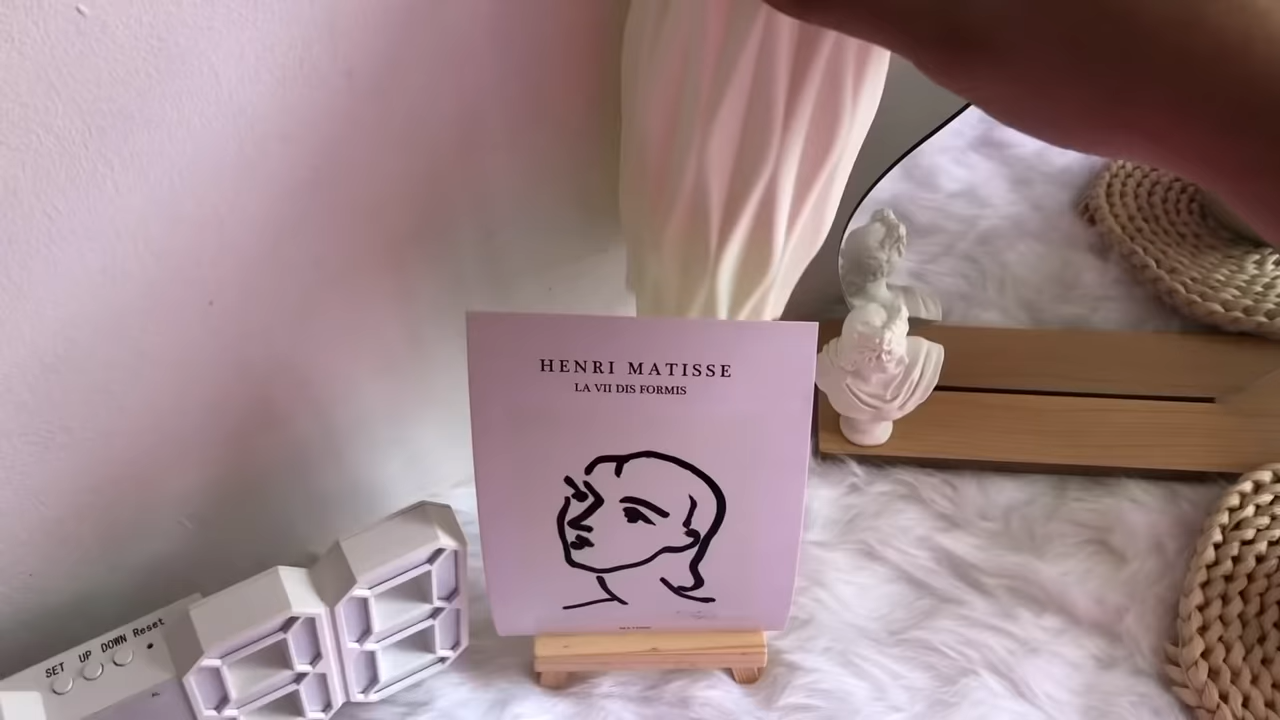 HENRI MATISSE
LA VII DIS FORMIS
SET UP DOWN Reset